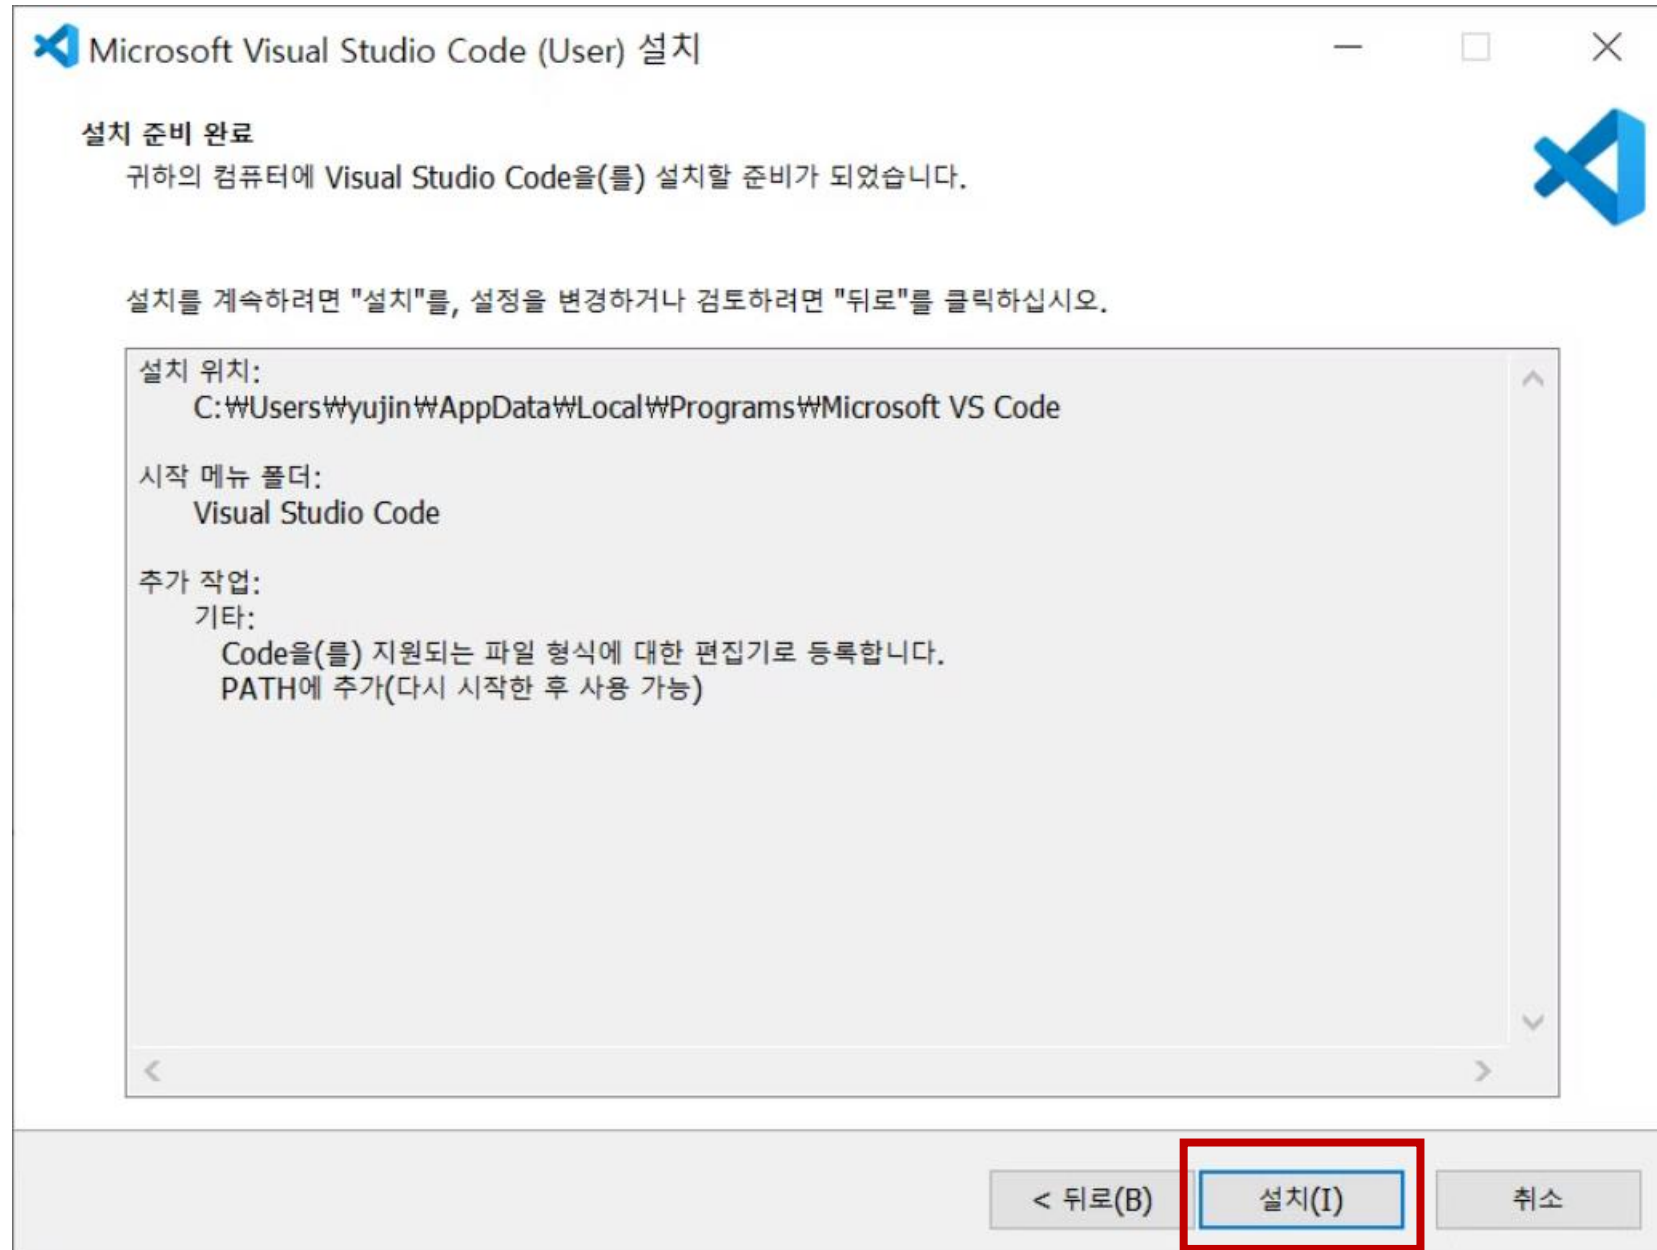 Microsoft Visual Studio Code (User) 설치
설치 준비 완료
귀하의 컴퓨터에 Visual Studio Code을(를) 설치할 준비가 되었습니다.
설치를 계속하려면 "설치"를, 설정을 변경하거나 검토하려면 "뒤로"를 클릭하십시오.
설치 위치:
C:₩Users₩yujin₩AppData₩Local₩Programs₩Microsoft VS Code
시작 메뉴 폴더:
Visual Studio Code
추가 작업:
기타:
Code을(를) 지원되는 파일 형식에 대한 편집기로 등록합니다.
PATH에 추가(다시 시작한 후 사용 가능)
< 뒤로(B) 설치(I) 취소